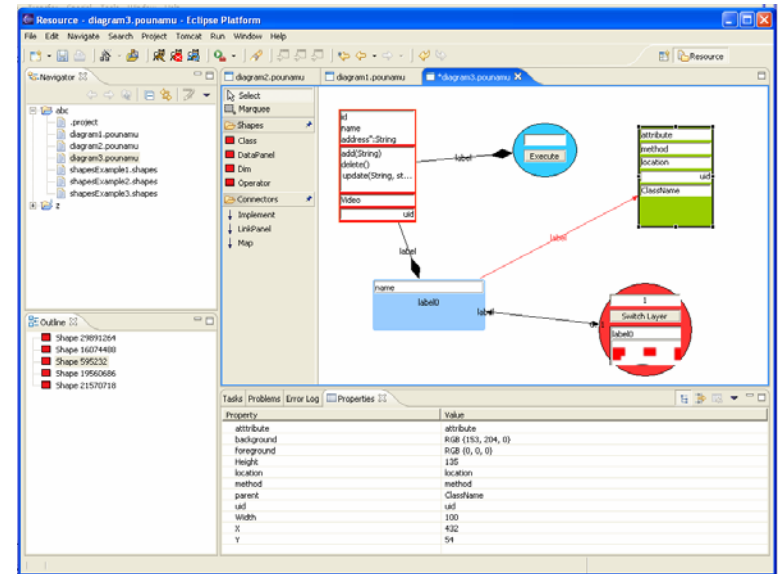 Resource - diagram3.pounamu - Eclipse Platform
File Edit Navigate Search Project Tomcat Run Window Help
Resource
Navigator
abc
.project
diagram1.pounamu
diagram2.pounamu
diagram3.pounamu
shapesExample1.shapes
shapesExample2.shapes
shapesExample3.shapes
z
Outline
Shape 29891264
Shape 16074488
Shape 595232
Shape 19560686
Shape 21570718
diagram2.pounamu diagram1.pounamu *diagram3.pounamu
Select
Marquee
Shapes
Class
DataPanel
Dim
Operator
Connectors
Implement
LinkPanel
Map
id
name
address":String
add(String)
delete()
update(String, st...
Video
uid
label
Execute
attribute
method
location
uid
ClassName
label
label
name
label0
label
1
Switch Layer
label0
Tasks Problems Error Log Properties
Property Value
atttribute attribute
background RGB {153, 204, 0}
foreground RGB {0, 0, 0}
Height 135
location location
method method
parent ClassName
uid uid
Width 100
X 432
Y 54